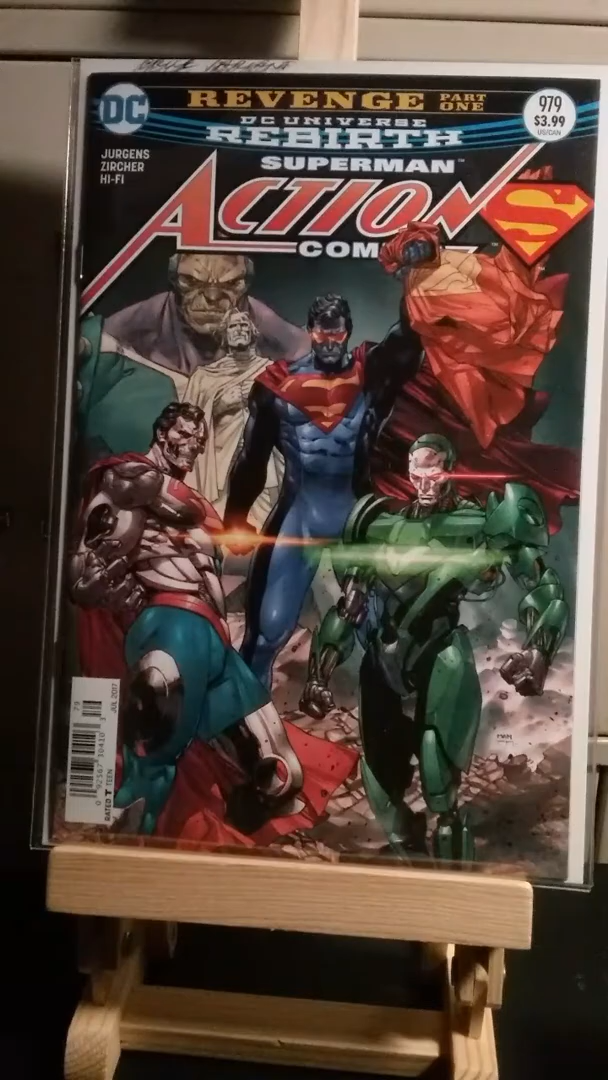 DC
REVENGE PART ONE
DC UNIVERSE
REBIRTH
979
$3.99
US/CAN
JURGENS
ZIRCHER
HI-FI
SUPERMAN™
ACTION
COM
S
JUL 2017
RATED T TEEN